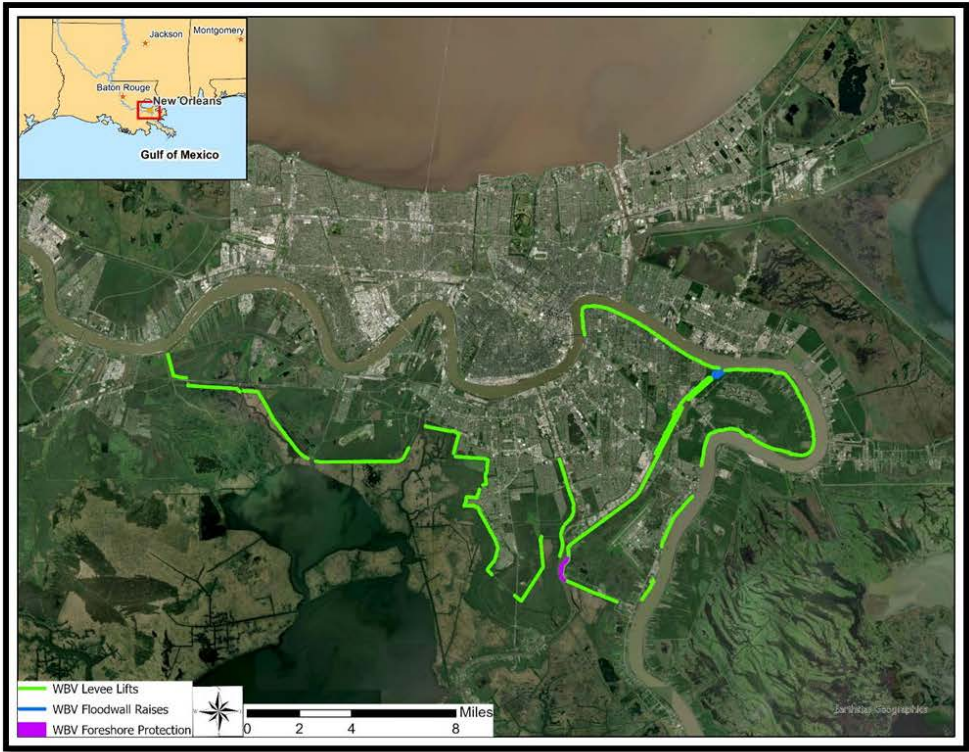 Jackson
Montgomery
Baton Rouge
New Orleans
Gulf of Mexico
WBV Levee Lifts
WBV Floodwall Raises
WBV Foreshore Protection
Miles
0 2 4 8
Earthstar Geographics